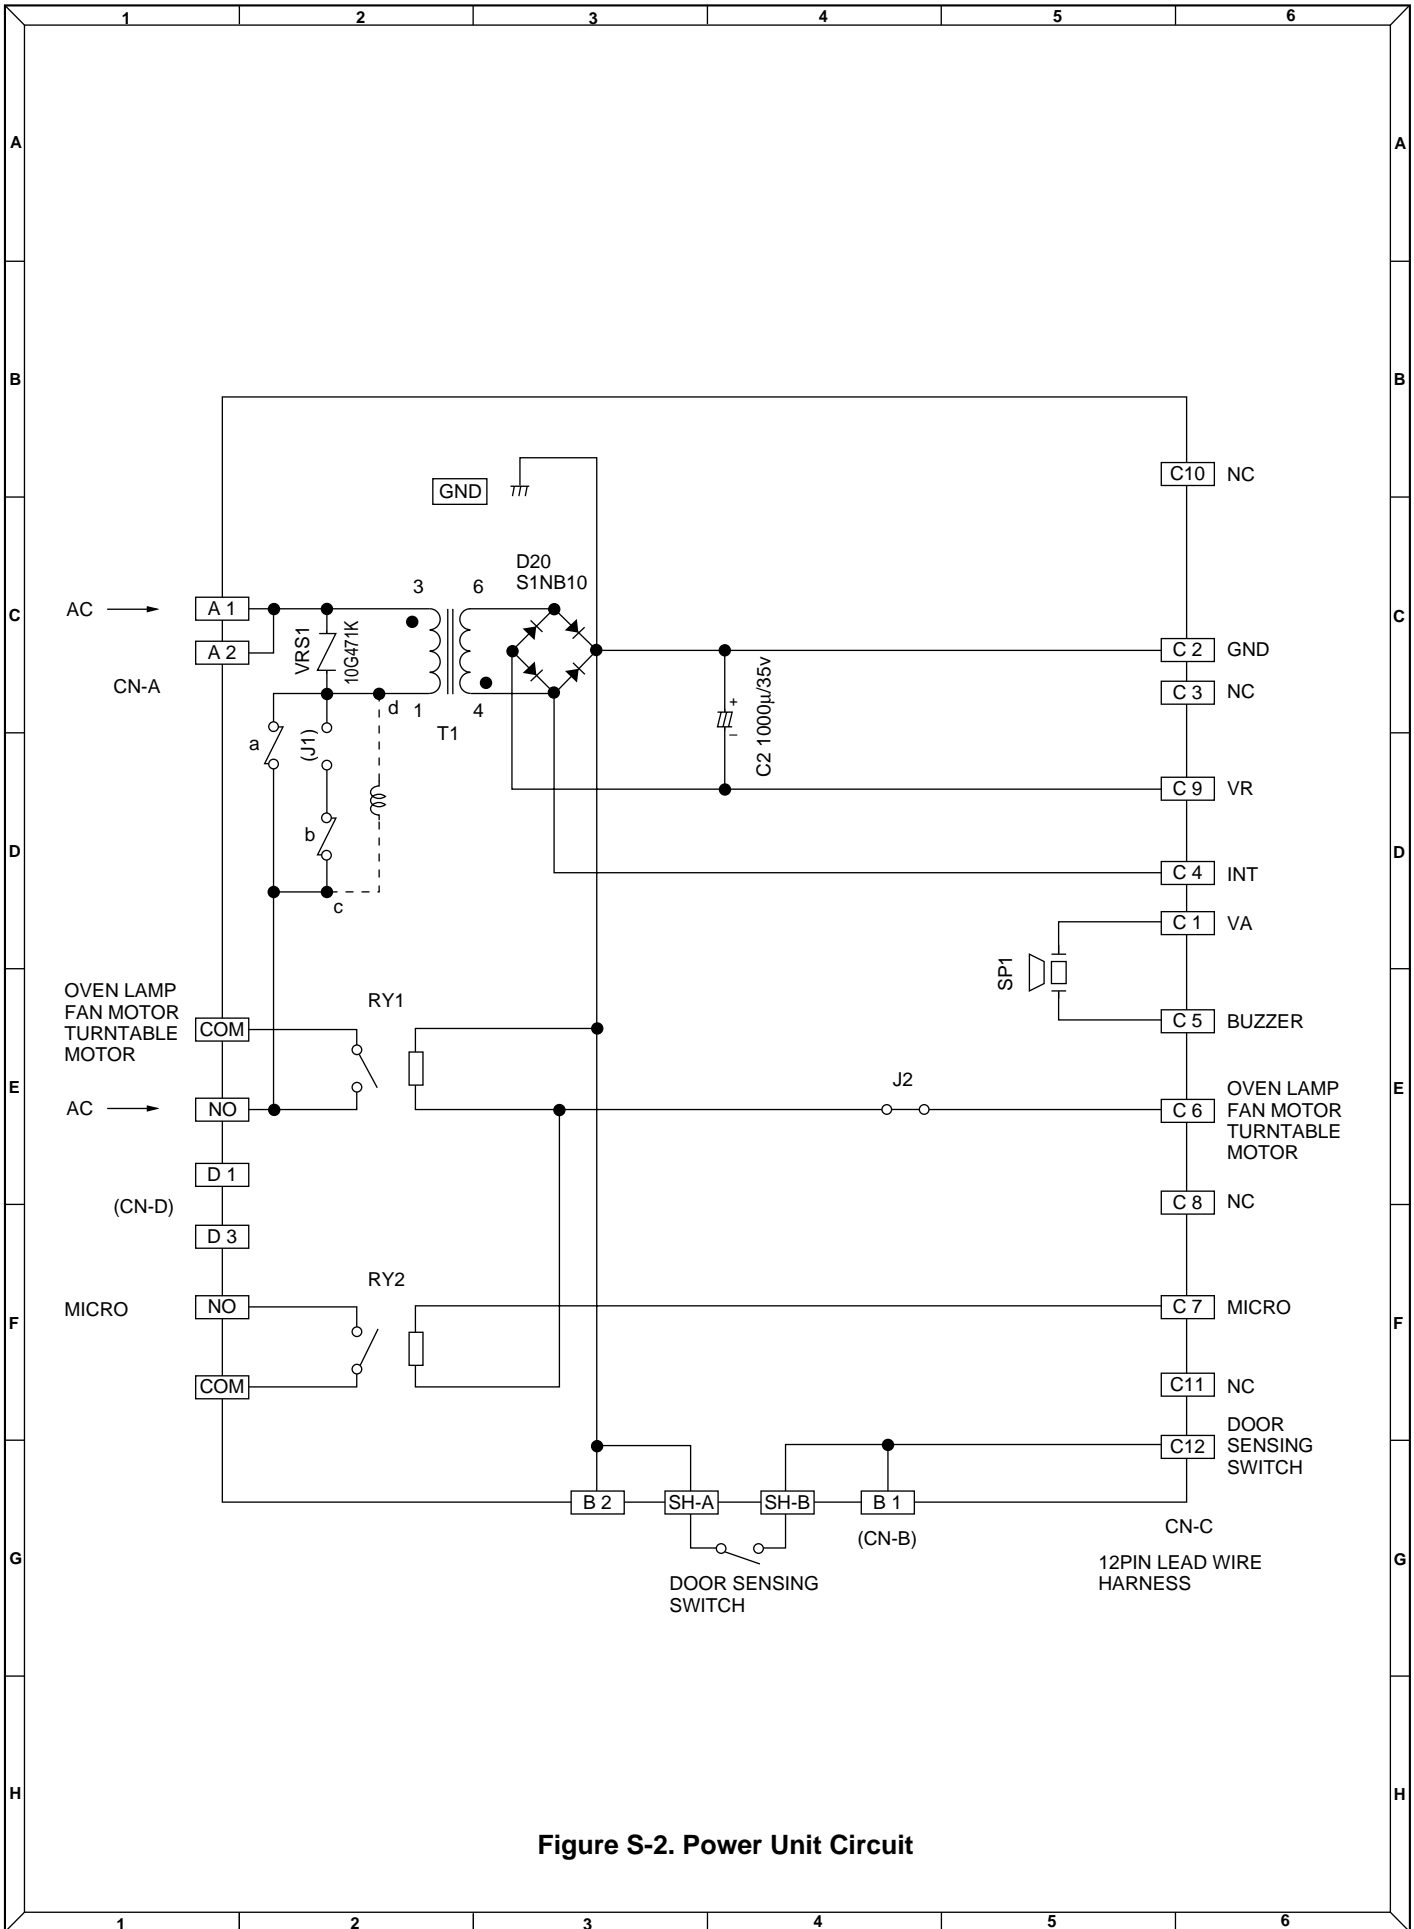 1 2 3 4 5 6
A A
B B
C10 NC
GND
D20
S1NB10
3 6
AC A 1
C C
A 2
VRS1
10G471K
C 2 GND
CN-A
C 3 NC
d 1 4
T1
a
(J1)
+
–
C2 1000µ/35v
C 9 VR
b
D D
C 4 INT
c
C 1 VA
SP1
OVEN LAMP
FAN MOTOR
TURNTABLE
MOTOR
COM
RY1
C 5 BUZZER
E E
J2
AC NO
C 6
OVEN LAMP
FAN MOTOR
TURNTABLE
MOTOR
D 1
(CN-D)
C 8 NC
D 3
RY2
MICRO NO
C 7 MICRO
F F
COM
C11 NC
C12
DOOR
SENSING
SWITCH
B 2 SH-A SH-B B 1
(CN-B)
CN-C
G G
12PIN LEAD WIRE
HARNESS
DOOR SENSING
SWITCH
H H
Figure S-2. Power Unit Circuit
1 2 3 4 5 6